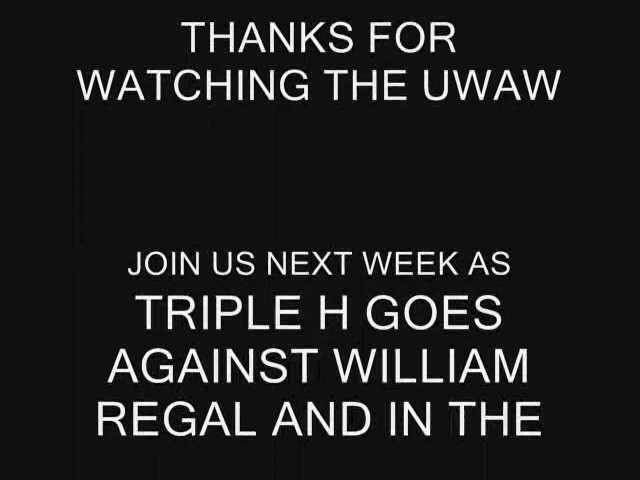 THANKS FOR
WATCHING THE UWAW
JOIN US NEXT WEEK AS
TRIPLE H GOES
AGAINST WILLIAM
REGAL AND IN THE